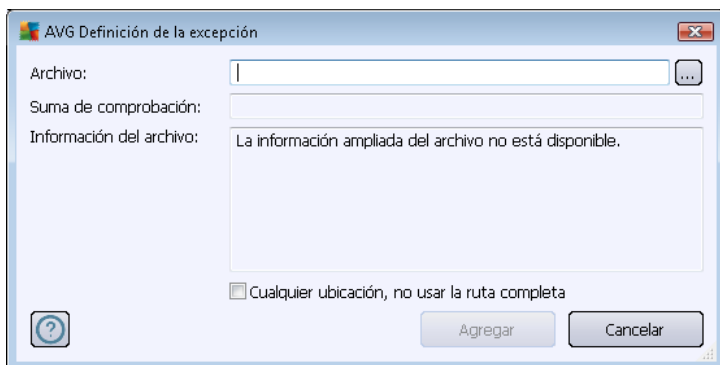 AVG Definición de la excepción
Archivo:
...
Suma de comprobación:
Información del archivo:
La información ampliada del archivo no está disponible.
Cualquier ubicación, no usar la ruta completa
?
Agregar
Cancelar